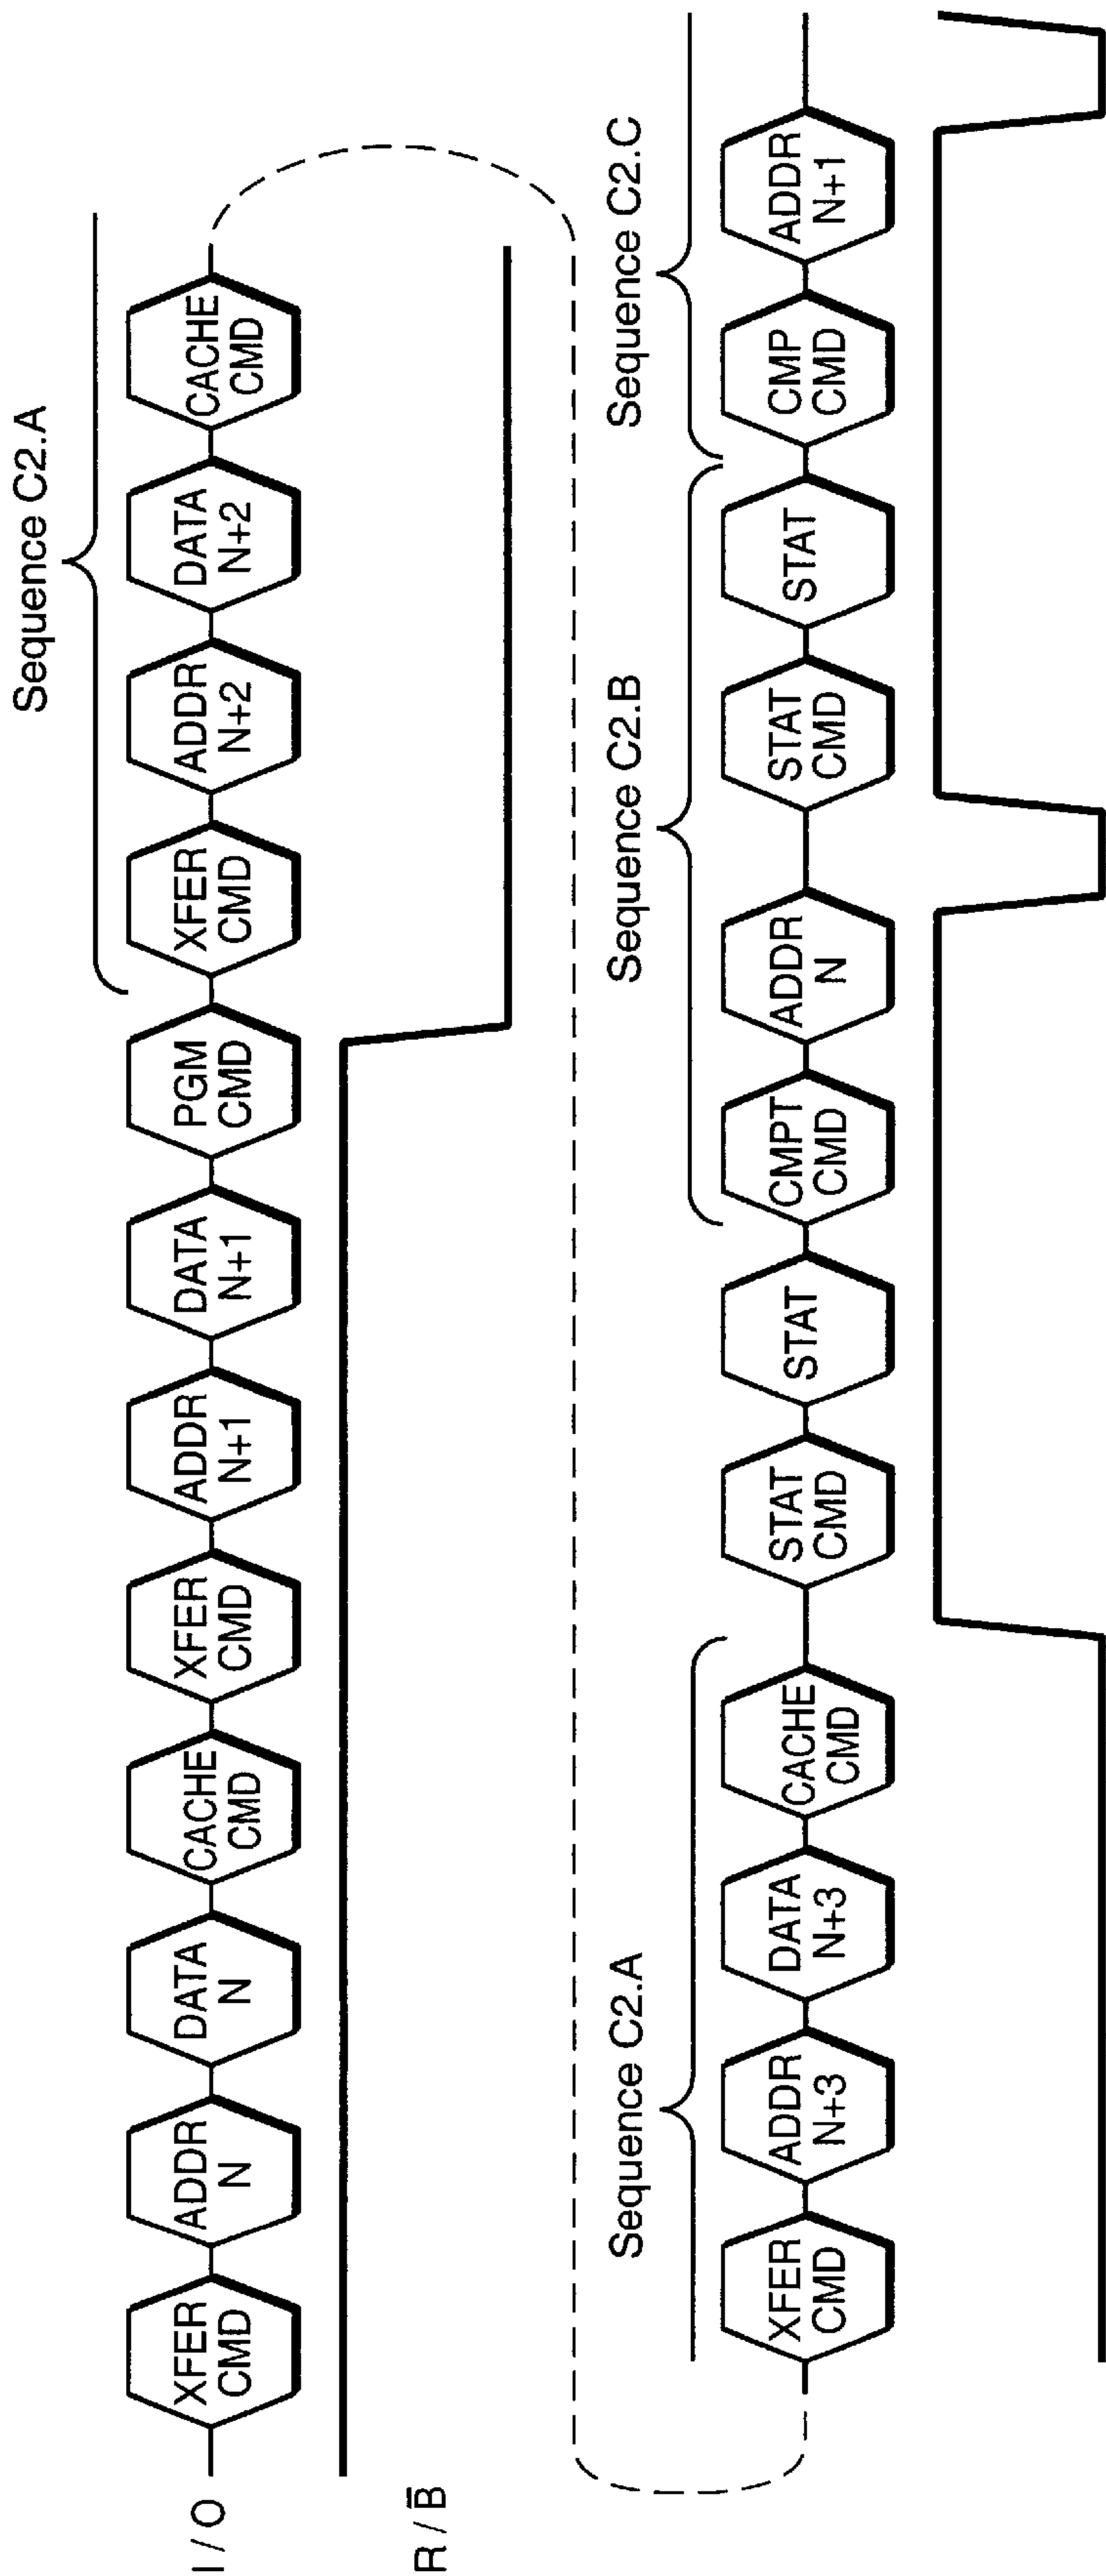 Sequence C2.A
I / O
XFER
CMD
ADDR
N
DATA
N
CACHE
CMD
XFER
CMD
ADDR
N+1
DATA
N+1
PGM
CMD
XFER
CMD
ADDR
N+2
DATA
N+2
CACHE
CMD
R / B̅
Sequence C2.A
Sequence C2.B
Sequence C2.C
XFER
CMD
ADDR
N+3
DATA
N+3
CACHE
CMD
STAT
CMD
STAT
CMPT
CMD
ADDR
N
STAT
CMD
STAT
CMP
CMD
ADDR
N+1